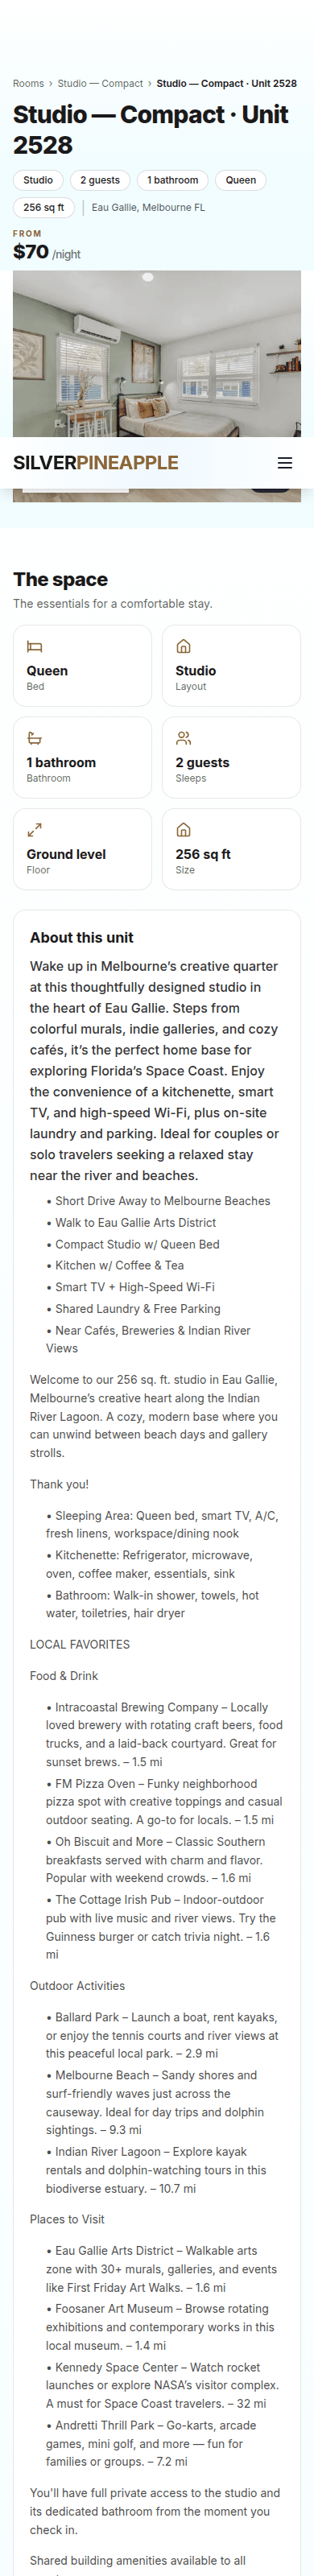 Rooms › Studio — Compact › Studio — Compact · Unit 2528
Studio — Compact · Unit
2528
Studio 2 guests 1 bathroom Queen
256 sq ft Eau Gallie, Melbourne FL
FROM
$70 /night
SILVERPINEAPPLE
The space
The essentials for a comfortable stay.
Queen
Bed
Studio
Layout
1 bathroom
Bathroom
2 guests
Sleeps
Ground level
Floor
256 sq ft
Size
About this unit
Wake up in Melbourne’s creative quarter
at this thoughtfully designed studio in
the heart of Eau Gallie. Steps from
colorful murals, indie galleries, and cozy
cafés, it’s the perfect home base for
exploring Florida’s Space Coast. Enjoy
the convenience of a kitchenette, smart
TV, and high-speed Wi-Fi, plus on-site
laundry and parking. Ideal for couples or
solo travelers seeking a relaxed stay
near the river and beaches.
• Short Drive Away to Melbourne Beaches
• Walk to Eau Gallie Arts District
• Compact Studio w/ Queen Bed
• Kitchen w/ Coffee & Tea
• Smart TV + High-Speed Wi-Fi
• Shared Laundry & Free Parking
• Near Cafés, Breweries & Indian River
Views
Welcome to our 256 sq. ft. studio in Eau Gallie,
Melbourne’s creative heart along the Indian
River Lagoon. A cozy, modern base where you
can unwind between beach days and gallery
strolls.
Thank you!
• Sleeping Area: Queen bed, smart TV, A/C,
fresh linens, workspace/dining nook
• Kitchenette: Refrigerator, microwave,
oven, coffee maker, essentials, sink
• Bathroom: Walk-in shower, towels, hot
water, toiletries, hair dryer
LOCAL FAVORITES
Food & Drink
• Intracoastal Brewing Company – Locally
loved brewery with rotating craft beers, food
trucks, and a laid-back courtyard. Great for
sunset brews. – 1.5 mi
• FM Pizza Oven – Funky neighborhood
pizza spot with creative toppings and casual
outdoor seating. A go-to for locals. – 1.5 mi
• Oh Biscuit and More – Classic Southern
breakfasts served with charm and flavor.
Popular with weekend crowds. – 1.6 mi
• The Cottage Irish Pub – Indoor-outdoor
pub with live music and river views. Try the
Guinness burger or catch trivia night. – 1.6
mi
Outdoor Activities
• Ballard Park – Launch a boat, rent kayaks,
or enjoy the tennis courts and river views at
this peaceful local park. – 2.9 mi
• Melbourne Beach – Sandy shores and
surf-friendly waves just across the
causeway. Ideal for day trips and dolphin
sightings. – 9.3 mi
• Indian River Lagoon – Explore kayak
rentals and dolphin-watching tours in this
biodiverse estuary. – 10.7 mi
Places to Visit
• Eau Gallie Arts District – Walkable arts
zone with 30+ murals, galleries, and events
like First Friday Art Walks. – 1.6 mi
• Foosaner Art Museum – Browse rotating
exhibitions and contemporary works in this
local museum. – 1.4 mi
• Kennedy Space Center – Watch rocket
launches or explore NASA’s visitor complex.
A must for Space Coast travelers. – 32 mi
• Andretti Thrill Park – Go-karts, arcade
games, mini golf, and more — fun for
families or groups. – 7.2 mi
You'll have full private access to the studio and
its dedicated bathroom from the moment you
check in.
Shared building amenities available to all